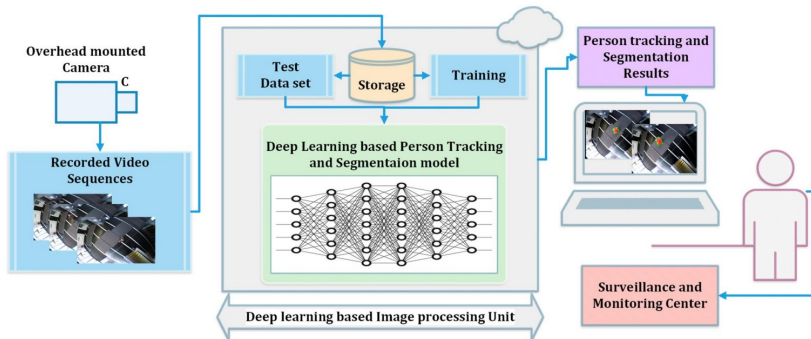 Overhead mounted
Camera
C
Recorded Video
Sequences
Test
Data set
Storage
Training
Deep Learning based Person Tracking
and Segmentaion model
Deep learning based Image processing Unit
Person tracking and
Segmentation
Results
Surveillance and
Monitoring Center